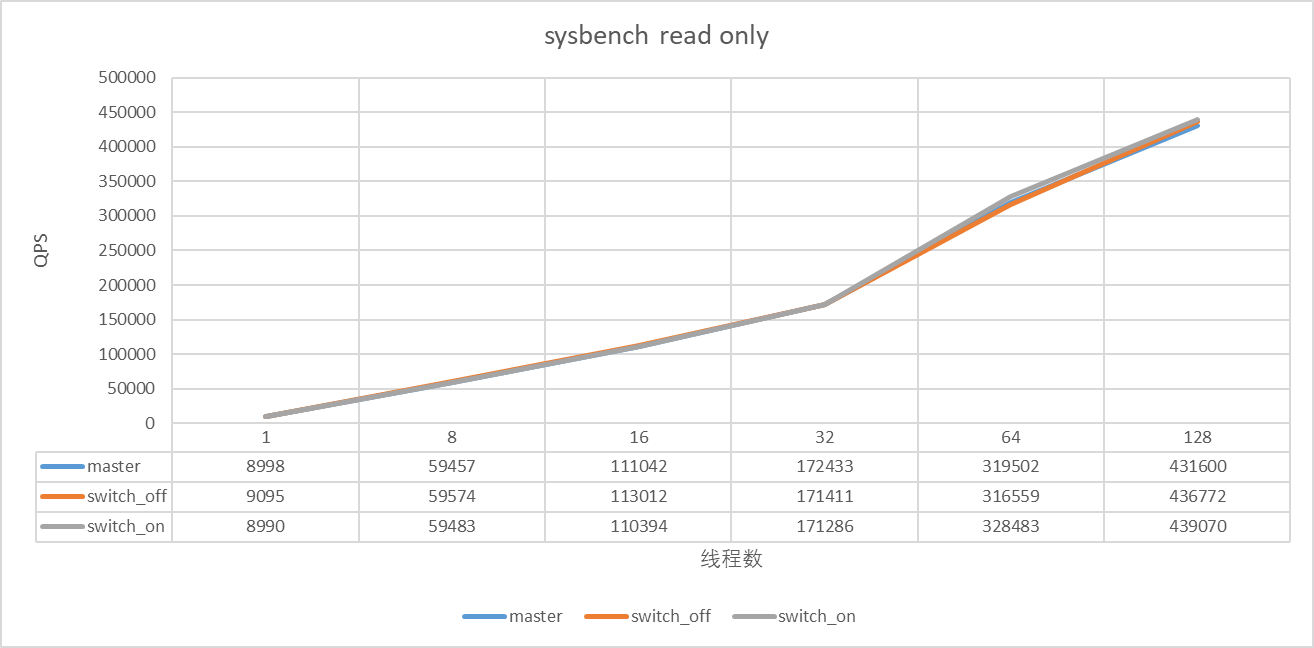 sysbench read only
500000
450000
400000
350000
300000
250000
200000
150000
100000
50000
0
QPS
1 8 16 32 64 128
master 8998 59457 111042 172433 319502 431600
switch_off 9095 59574 113012 171411 316559 436772
switch_on 8990 59483 110394 171286 328483 439070
线程数
master switch_off switch_on